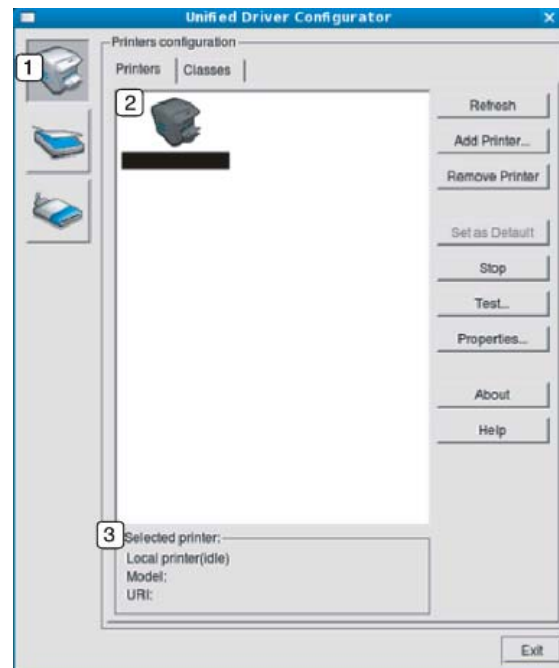 Unified Driver Configurator
1
Printers configuration
Printers
Classes
2
Refresh
Add Printer...
Remove Printer
Set as Default
Stop
Test...
Properties...
About
Help
3
Selected printer:
Local printer(idle)
Model:
URI:
Exit